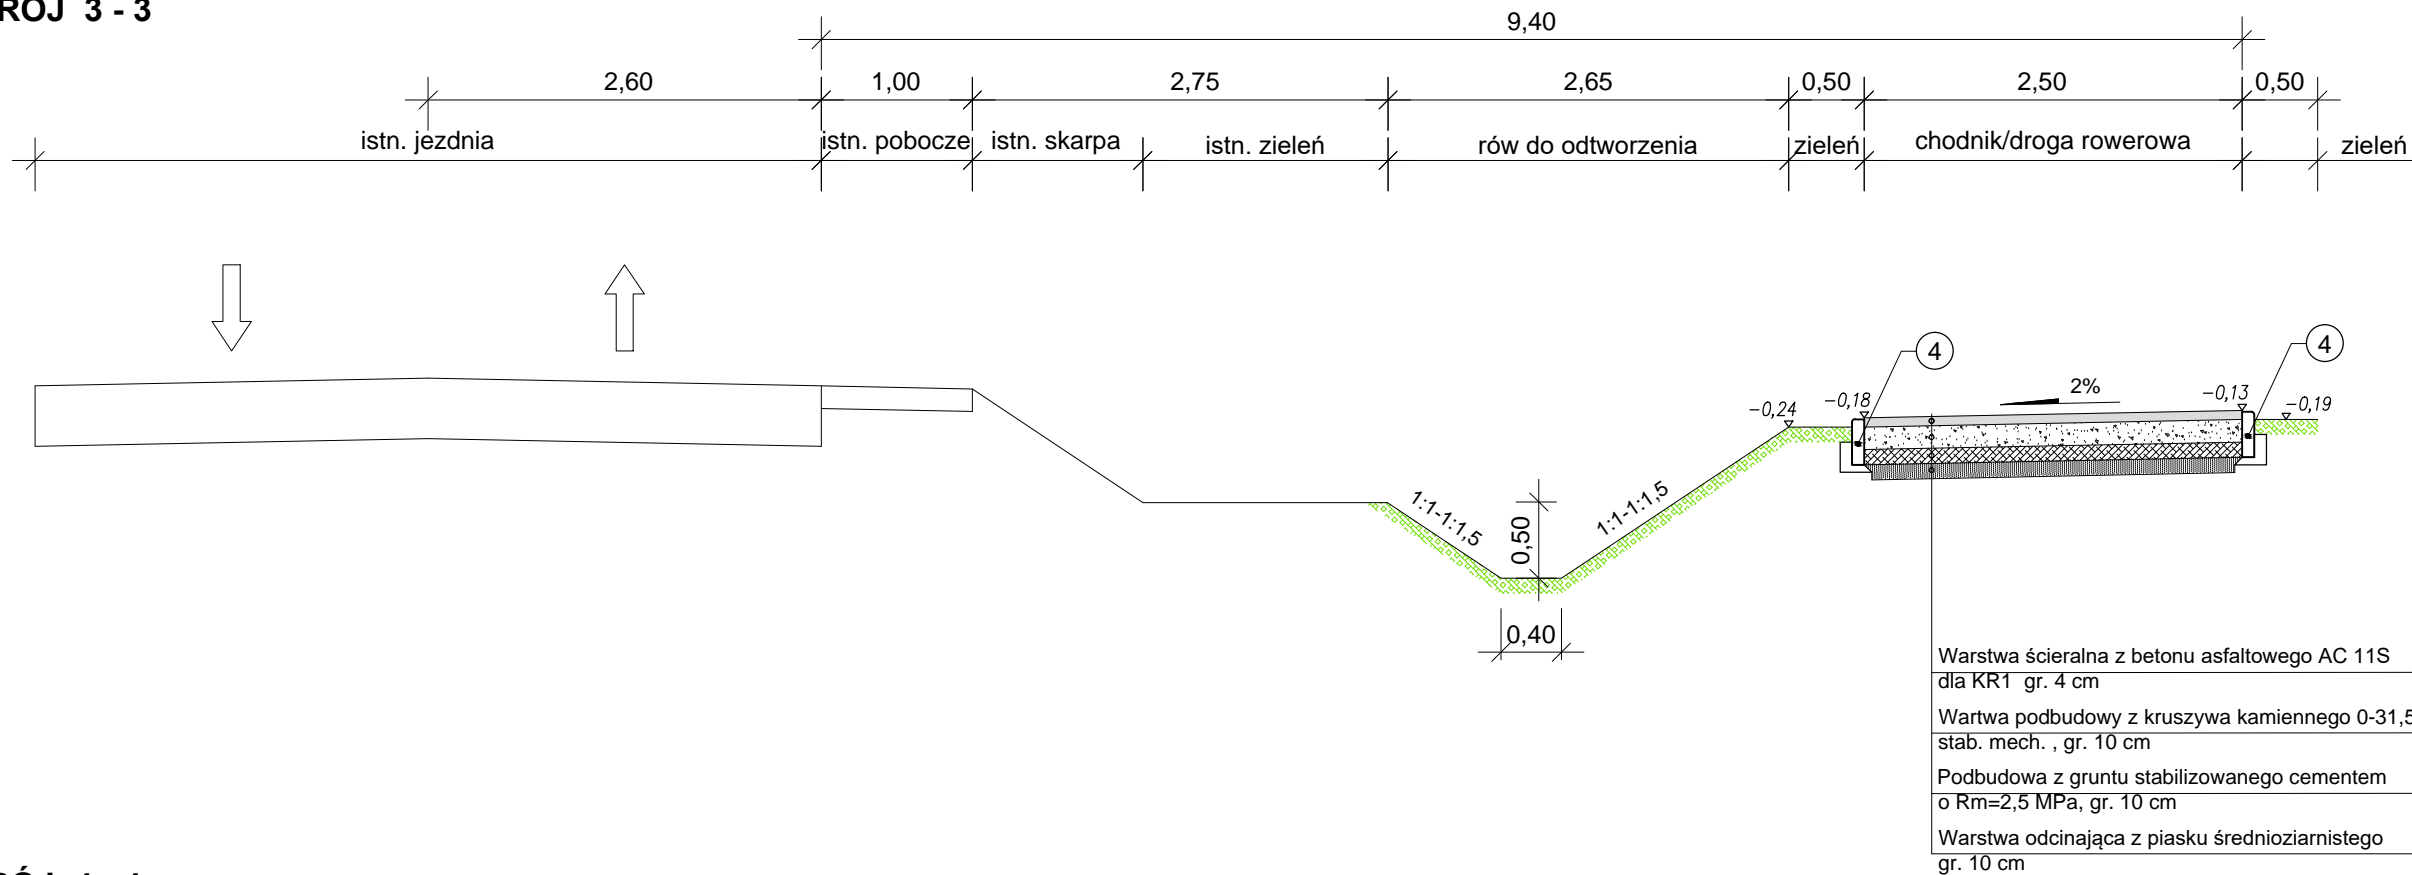 RÓJ 3 - 3
9,40
2,60 1,00 2,75 2,65 0,50 2,50 0,50
istn. jezdnia istn. pobocze istn. skarpa istn. zieleń rów do odtworzenia zieleń chodnik/droga rowerowa zieleń
4 4
-0,24 -0,18 2% -0,13 -0,19
1:1-1:1,5 0,50 1:1-1:1,5
0,40
Warstwa ścieralna z betonu asfaltowego AC 11S
dla KR1 gr. 4 cm
Wartwa podbudowy z kruszywa kamiennego 0-31,5
stab. mech. , gr. 10 cm
Podbudowa z gruntu stabilizowanego cementem
o Rm=2,5 MPa, gr. 10 cm
Warstwa odcinająca z piasku średnioziarnistego
gr. 10 cm